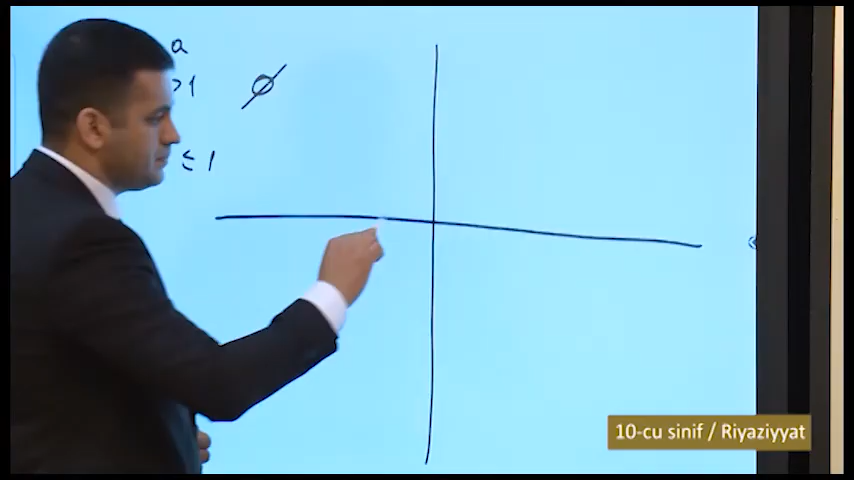 a
>1 ∅
≤ 1
10-cu sinif / Riyaziyyat